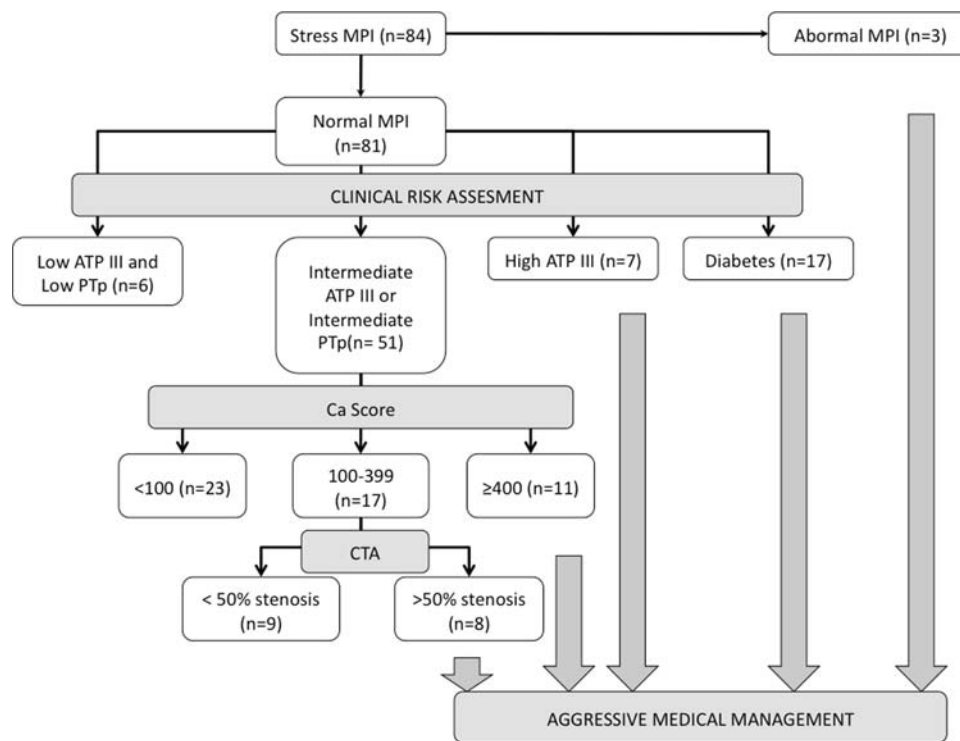 Stress MPI (n=84)
Abormal MPI (n=3)
Normal MPI
(n=81)
CLINICAL RISK ASSESMENT
Low ATP III and
Low PTp (n=6)
Intermediate
ATP III or
Intermediate
PTp(n= 51)
High ATP III (n=7)
Diabetes (n=17)
Ca Score
<100 (n=23)
100-399
(n=17)
≥400 (n=11)
CTA
< 50% stenosis
(n=9)
>50% stenosis
(n=8)
AGGRESSIVE MEDICAL MANAGEMENT